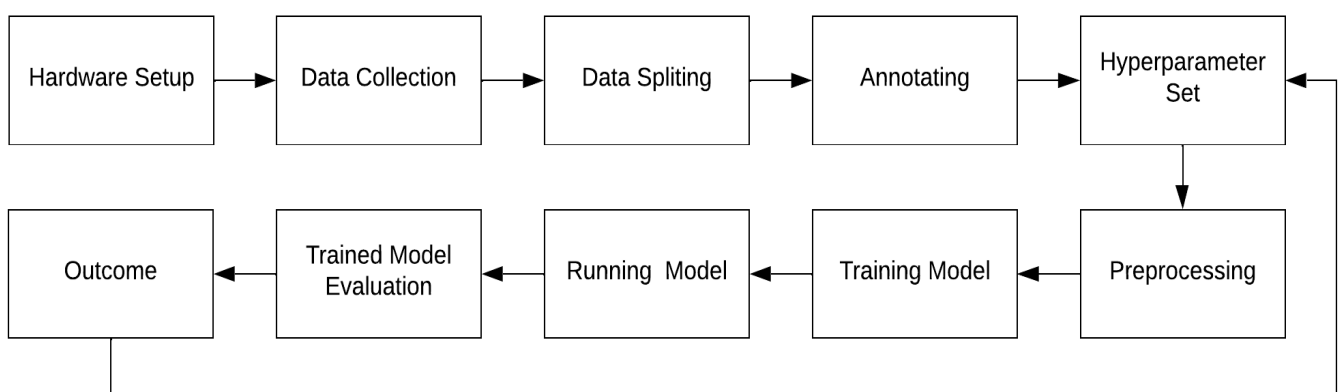 Hardware Setup
Data Collection
Data Spliting
Annotating
Hyperparameter
Set
Outcome
Trained Model
Evaluation
Running Model
Training Model
Preprocessing